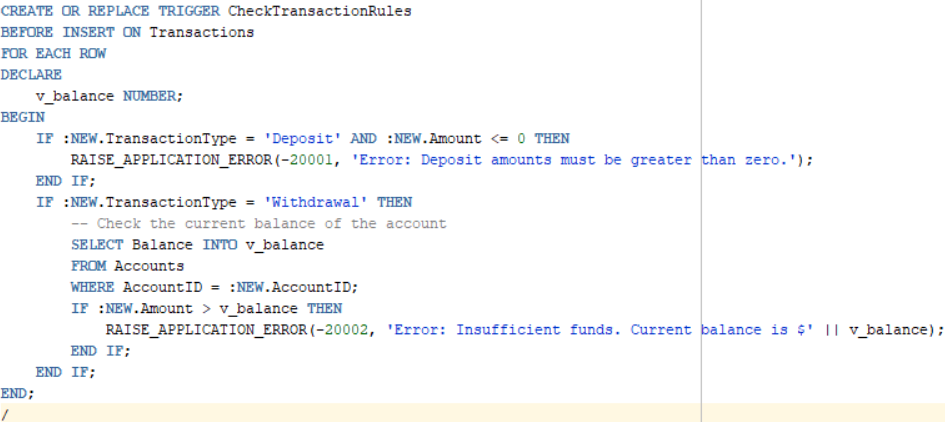 CREATE OR REPLACE TRIGGER CheckTransactionRules
BEFORE INSERT ON Transactions
FOR EACH ROW
DECLARE
    v_balance NUMBER;
BEGIN
    IF :NEW.TransactionType = 'Deposit' AND :NEW.Amount <= 0 THEN
        RAISE_APPLICATION_ERROR(-20001, 'Error: Deposit amounts must be greater than zero.');
    END IF;
    IF :NEW.TransactionType = 'Withdrawal' THEN
        -- Check the current balance of the account
        SELECT Balance INTO v_balance
        FROM Accounts
        WHERE AccountID = :NEW.AccountID;
        IF :NEW.Amount > v_balance THEN
            RAISE_APPLICATION_ERROR(-20002, 'Error: Insufficient funds. Current balance is $' || v_balance);
        END IF;
    END IF;
END;
/